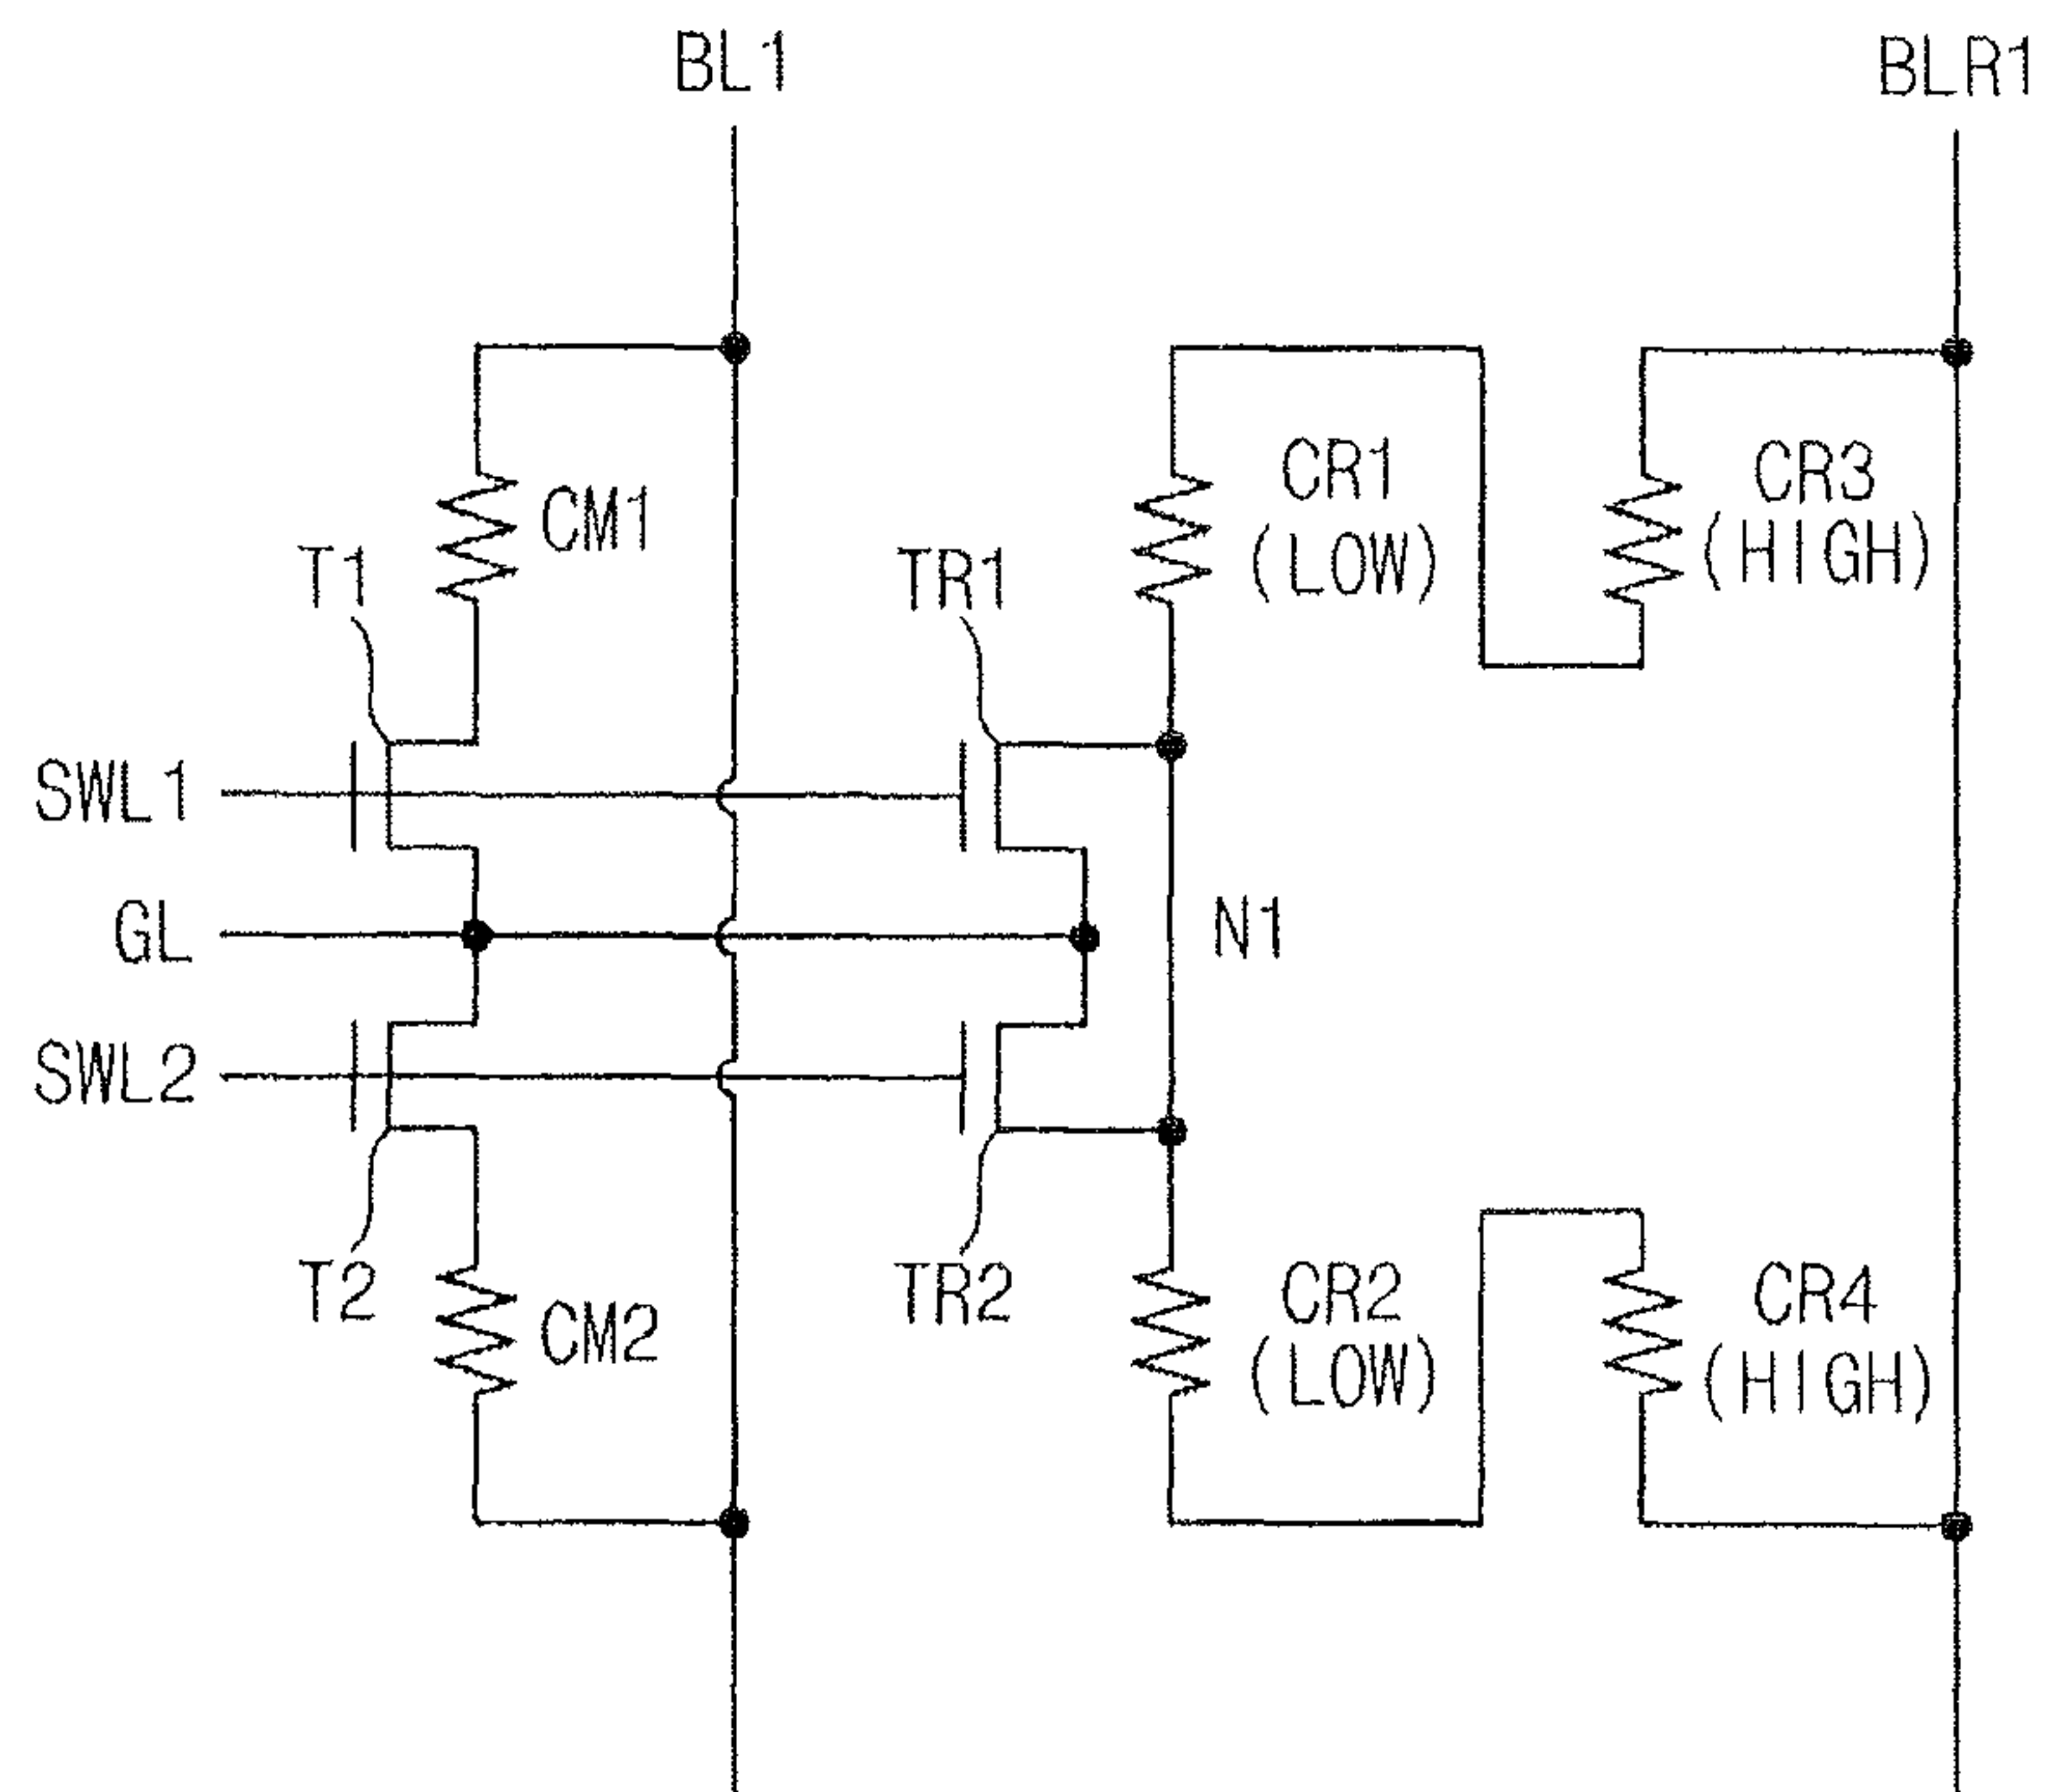 BL1
BLR1
CM1
CR1
(LOW)
CR3
(HIGH)
T1
TR1
SWL1
GL
N1
SWL2
T2
CM2
TR2
CR2
(LOW)
CR4
(HIGH)